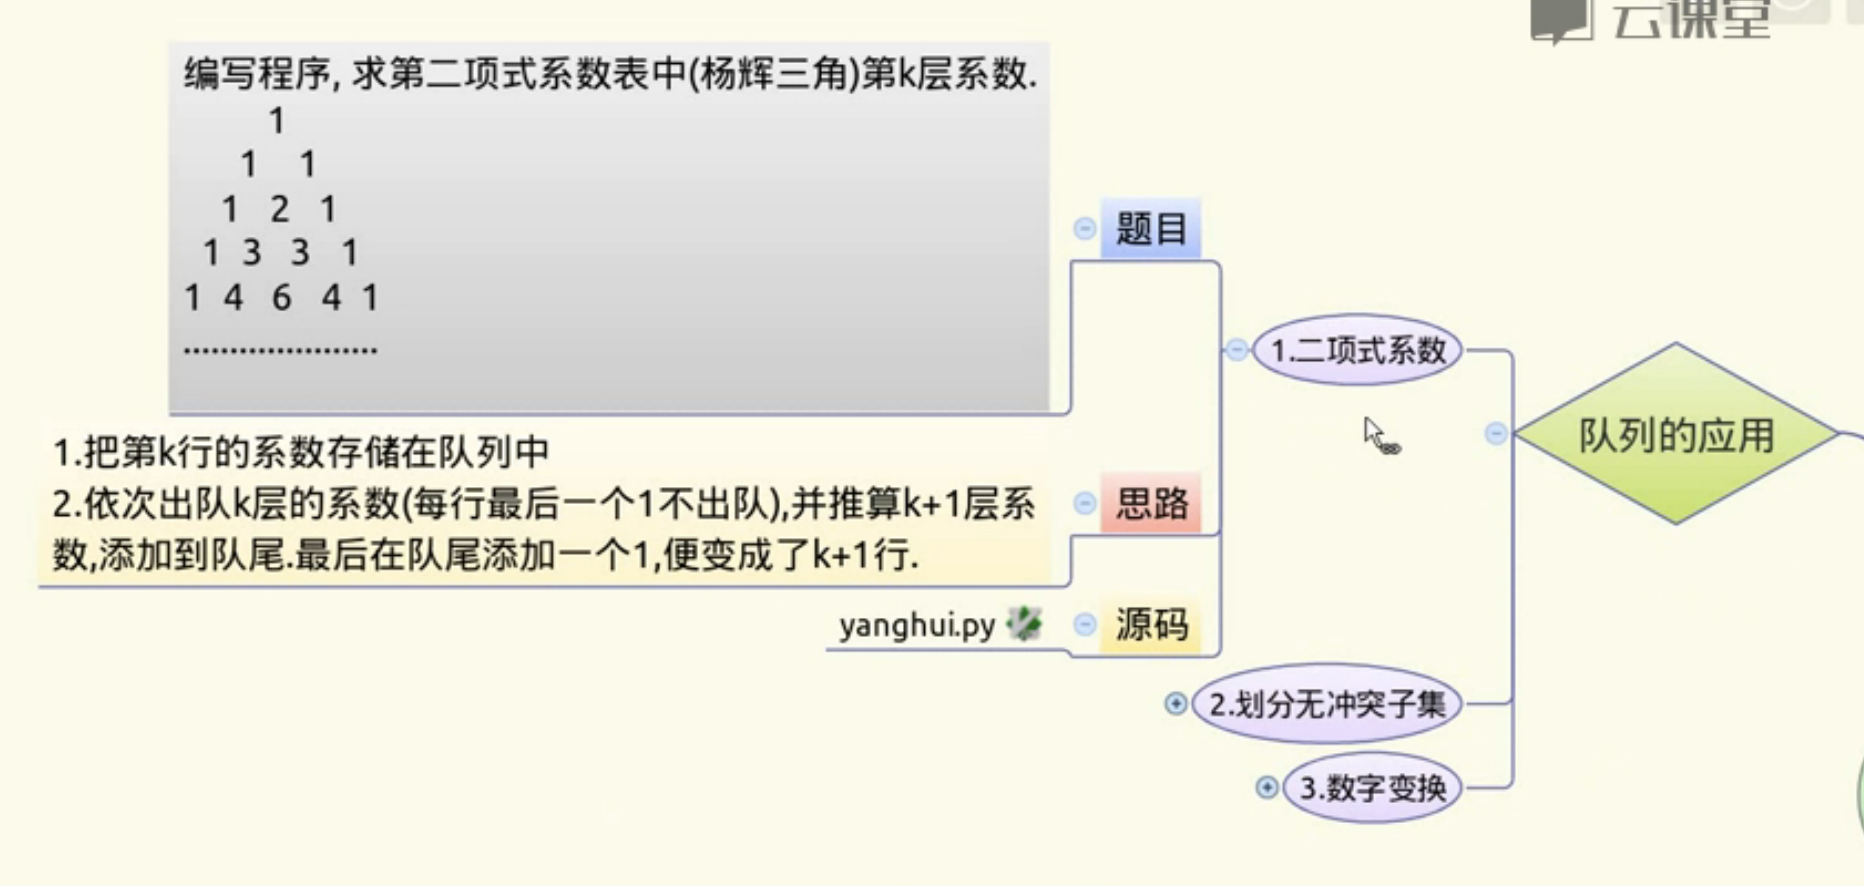 云课堂
编写程序, 求第二项式系数表中(杨辉三角)第k层系数.
1
1 1
1 2 1
1 3 3 1
1 4 6 4 1
.....................
题目
1.二项式系数
队列的应用
1.把第k行的系数存储在队列中
2.依次出队k层的系数(每行最后一个1不出队),并推算k+1层系
数,添加到队尾.最后在队尾添加一个1,便变成了k+1行.
思路
yanghui.py
源码
2.划分无冲突子集
3.数字变换